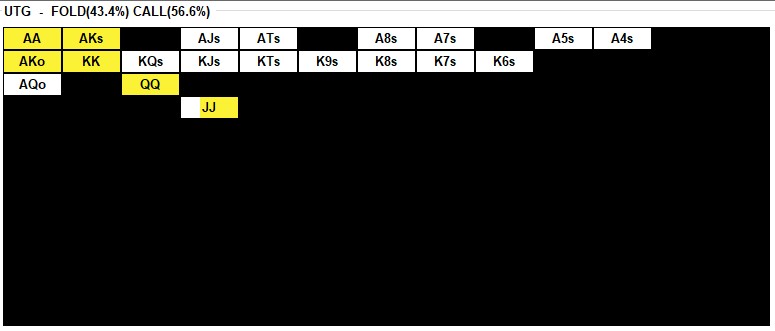 UTG - FOLD(43.4%) CALL(56.6%)
AA AKs AJs ATs A8s A7s A5s A4s
AKo KK KQs KJs KTs K9s K8s K7s K6s
AQo QQ
JJ